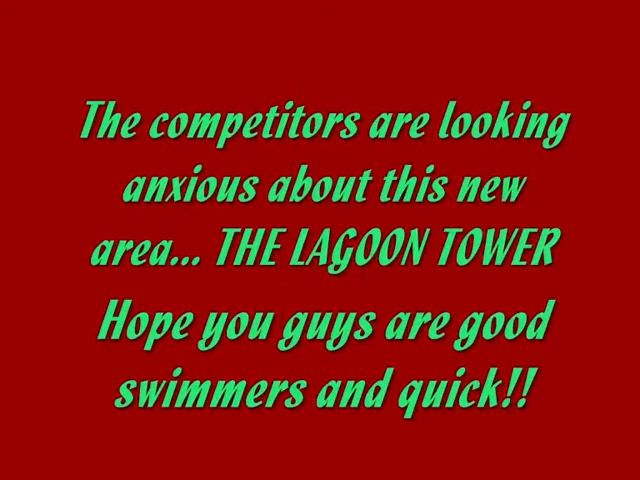 The competitors are looking
anxious about this new
area... THE LAGOON TOWER
Hope you guys are good
swimmers and quick!!